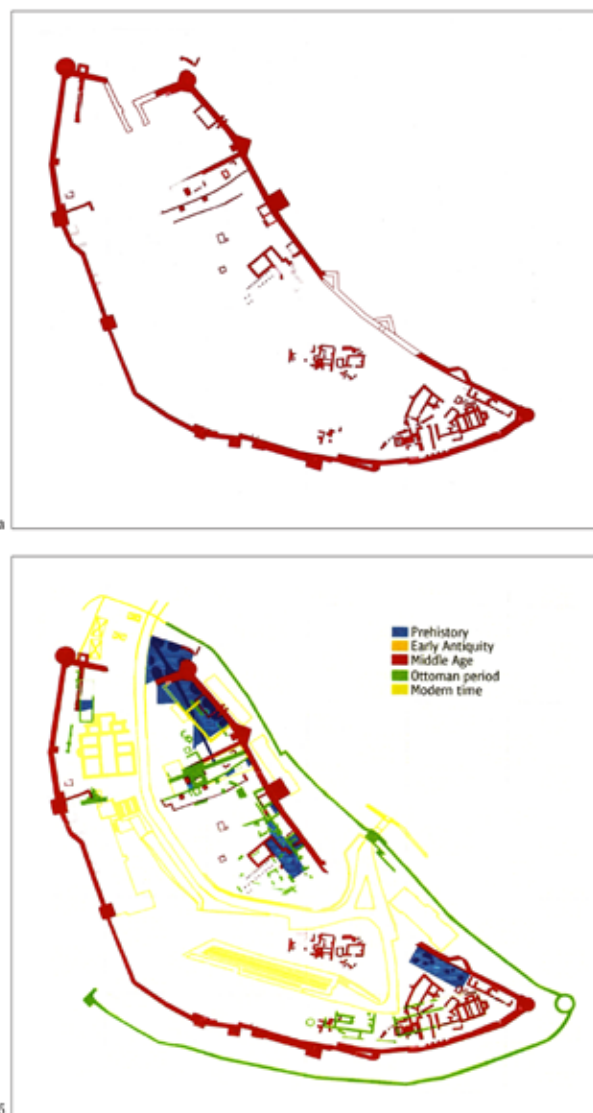 a
Prehistory
Early Antiquity
Middle Age
Ottoman period
Modern time
б